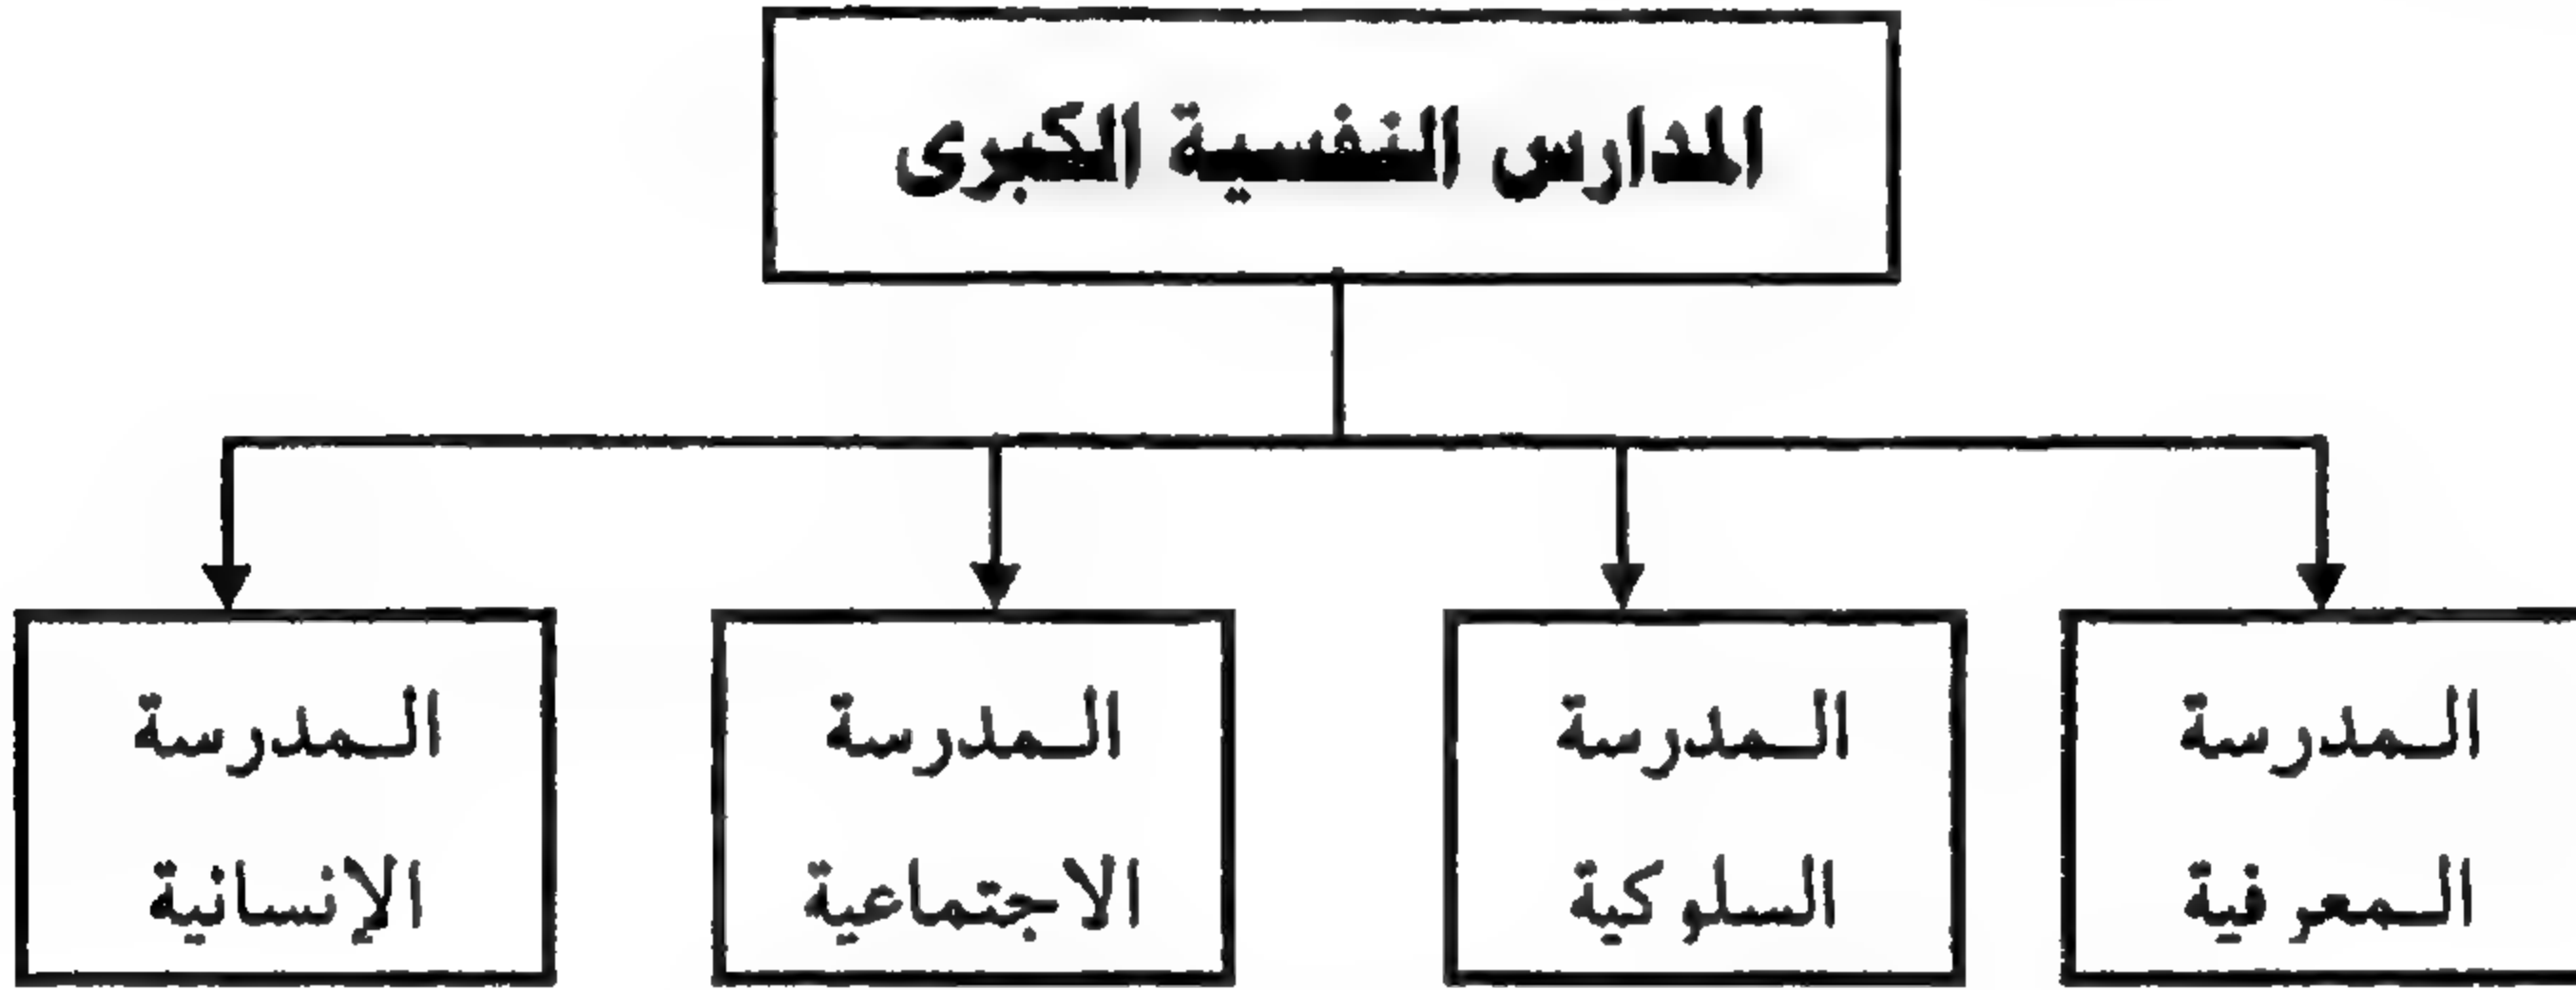 المدارس النفسية الكبرى
المدرسة
المعرفية
المدرسة
السلوكية
المدرسة
الاجتماعية
المدرسة
الإنسانية